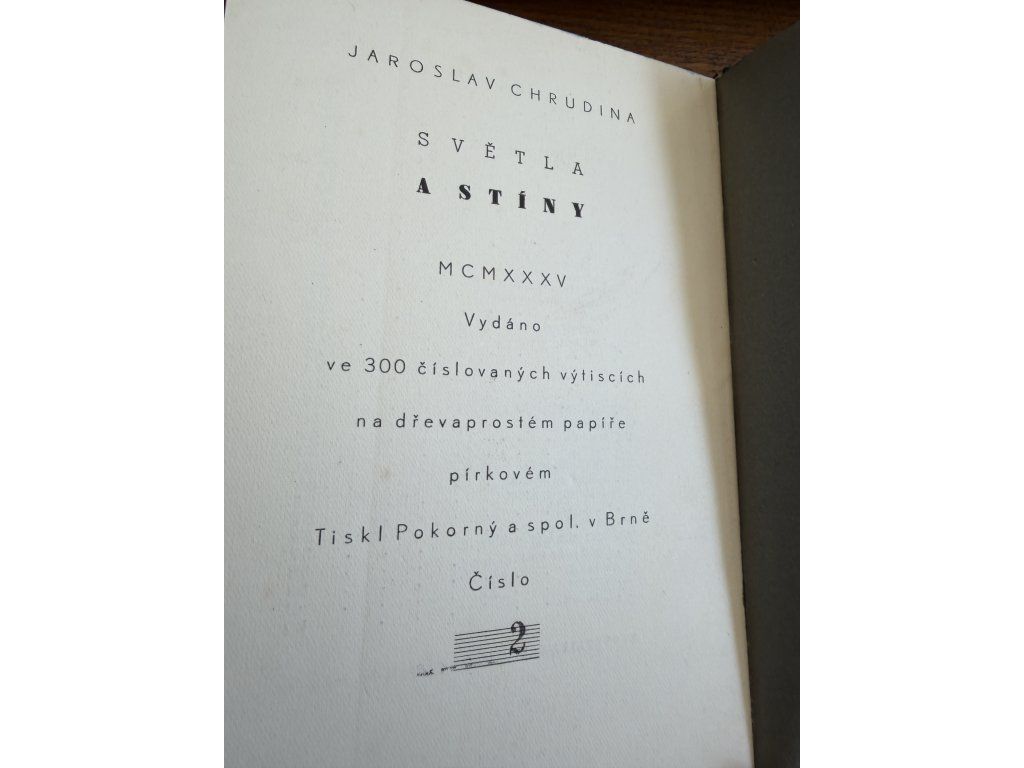 JAROSLAV CHRUDINA
SVĚTLA
A STÍNY
MCMXXXV
Vydáno
ve 300 číslovaných výtiscích
na dřevaprostém papíře
pírkovém
Tiskl Pokorný a spol. v Brně
Číslo
2